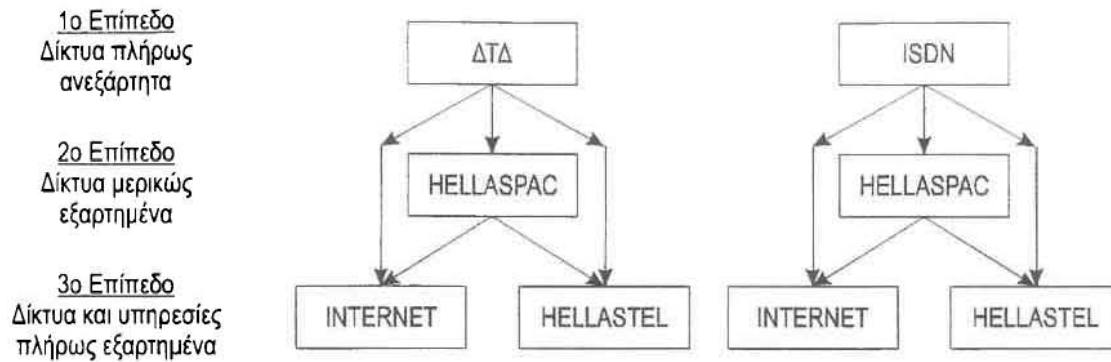 1ο Επίπεδο
Δίκτυα πλήρως
ανεξάρτητα
ΔΤΔ
ISDN
2ο Επίπεδο
Δίκτυα μερικώς
εξαρτημένα
HELLASPAC
HELLASPAC
3ο Επίπεδο
Δίκτυα και υπηρεσίες
πλήρως εξαρτημένα
INTERNET
HELLASTEL
INTERNET
HELLASTEL